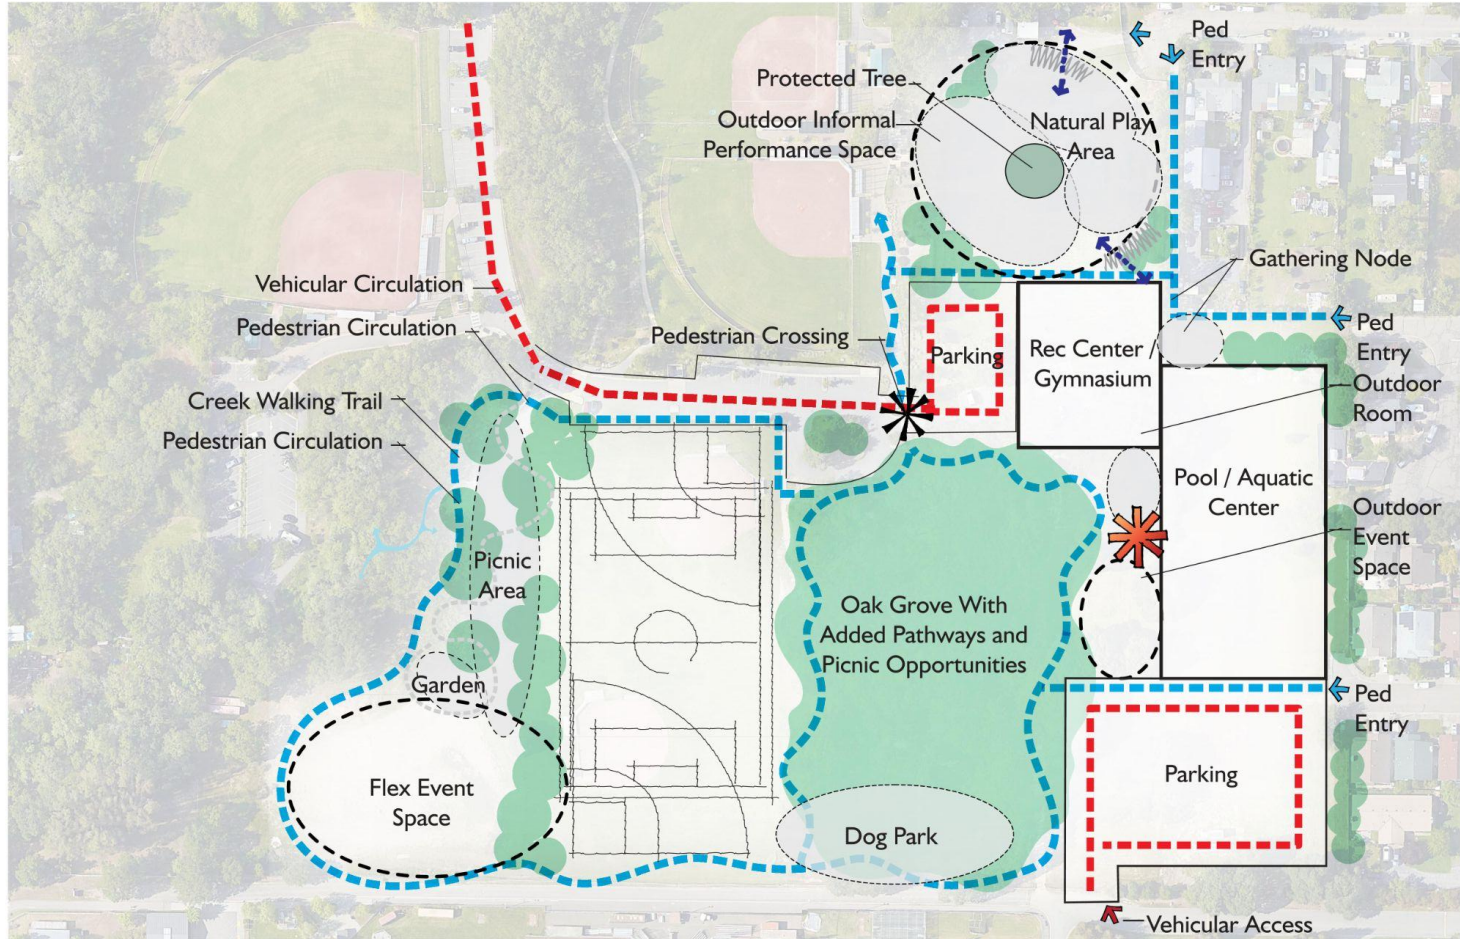 Ped
Entry
Protected Tree
Outdoor Informal
Performance Space
Natural Play
Area
Gathering Node
Vehicular Circulation
Pedestrian Circulation
Pedestrian Crossing
Parking
Rec Center /
Gymnasium
Ped
Entry
Outdoor
Room
Creek Walking Trail
Pedestrian Circulation
Pool / Aquatic
Center
Outdoor
Event
Space
Picnic
Area
Oak Grove With
Added Pathways and
Picnic Opportunities
Garden
Ped
Entry
Flex Event
Space
Parking
Dog Park
Vehicular Access